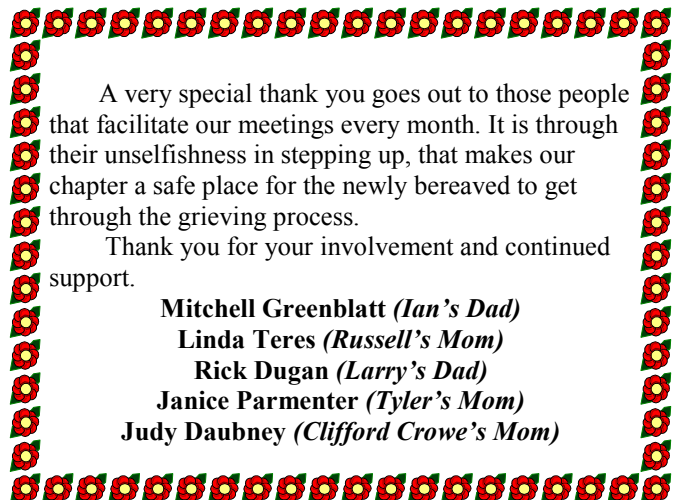 A very special thank you goes out to those people
that facilitate our meetings every month. It is through
their unselfishness in stepping up, that makes our
chapter a safe place for the newly bereaved to get
through the grieving process.
Thank you for your involvement and continued
support.
Mitchell Greenblatt (Ian’s Dad)
Linda Teres (Russell’s Mom)
Rick Dugan (Larry’s Dad)
Janice Parmenter (Tyler’s Mom)
Judy Daubney (Clifford Crowe’s Mom)